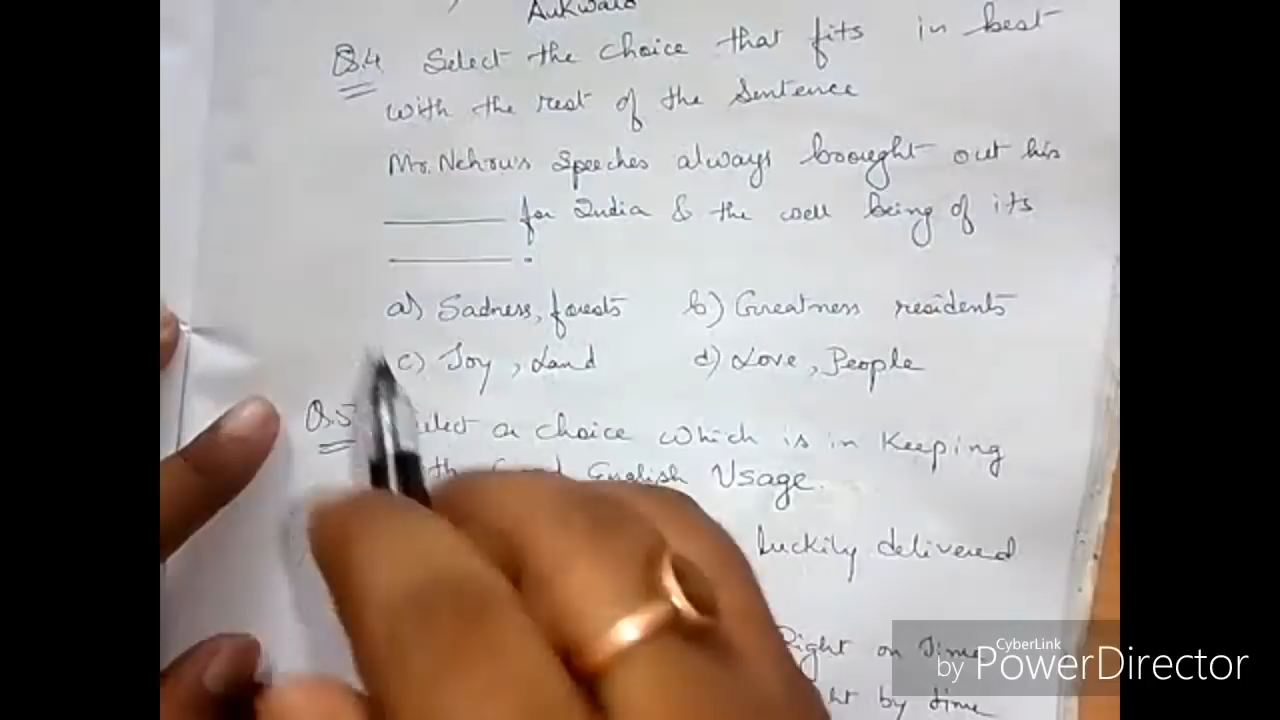 Aukward
Q.4 Select the choice that fits in best
with the rest of the sentence
Mr. Nehru's Speeches always brought out his
for India & the well being of its
.
a) Sadness, forests b) Greatness residents
c) Joy, Land d) Love, People
Q.5 Select a choice which is in Keeping
English Usage.
luckily delivered
Right on Time
by time
CyberLink
by PowerDirector